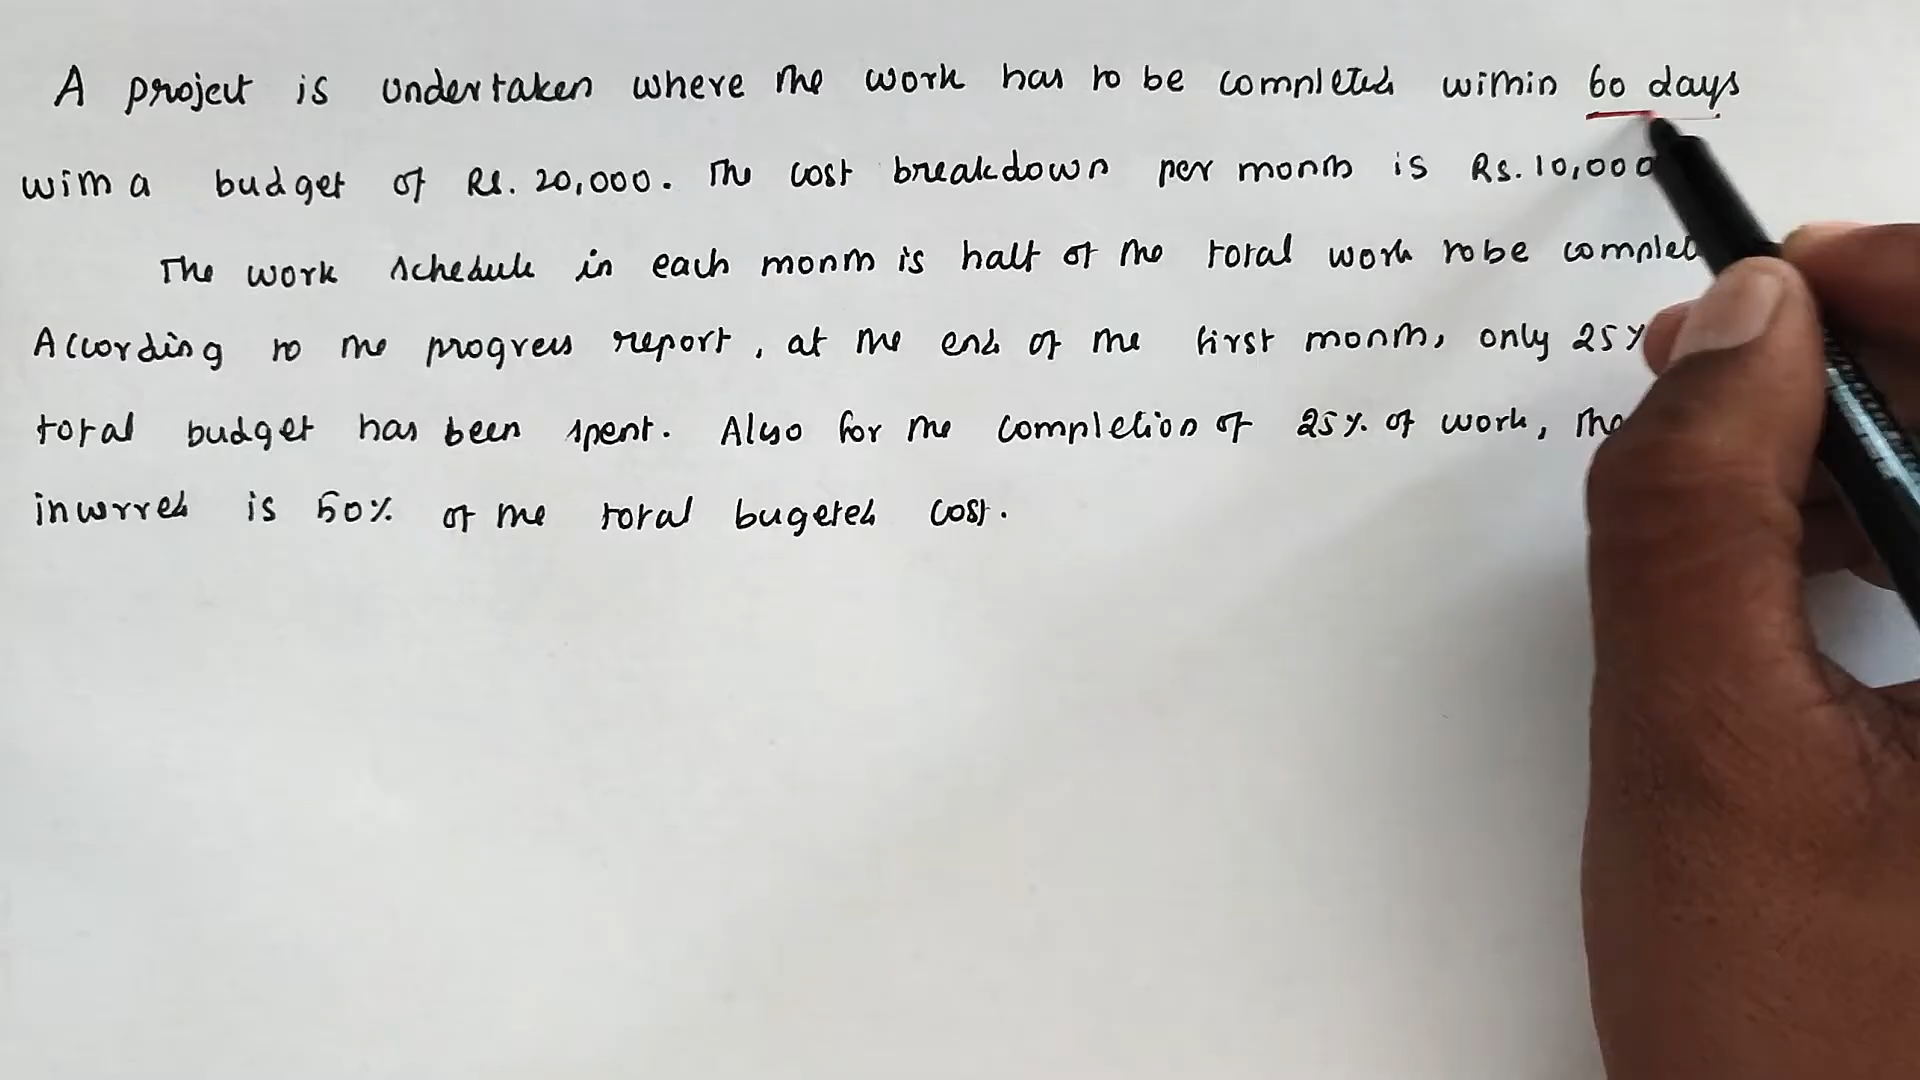 A project is undertaken where the work has to be completed within 60 days
with a budget of Rs. 20,000. The cost breakdown per month is Rs. 10,000
The work schedule in each month is half of the total work to be
According to the progress report, at the end of the first month, only 25%
total budget has been spent. Also for the completion of 25% of work,
incurred is 50% of the total bugeted cost.